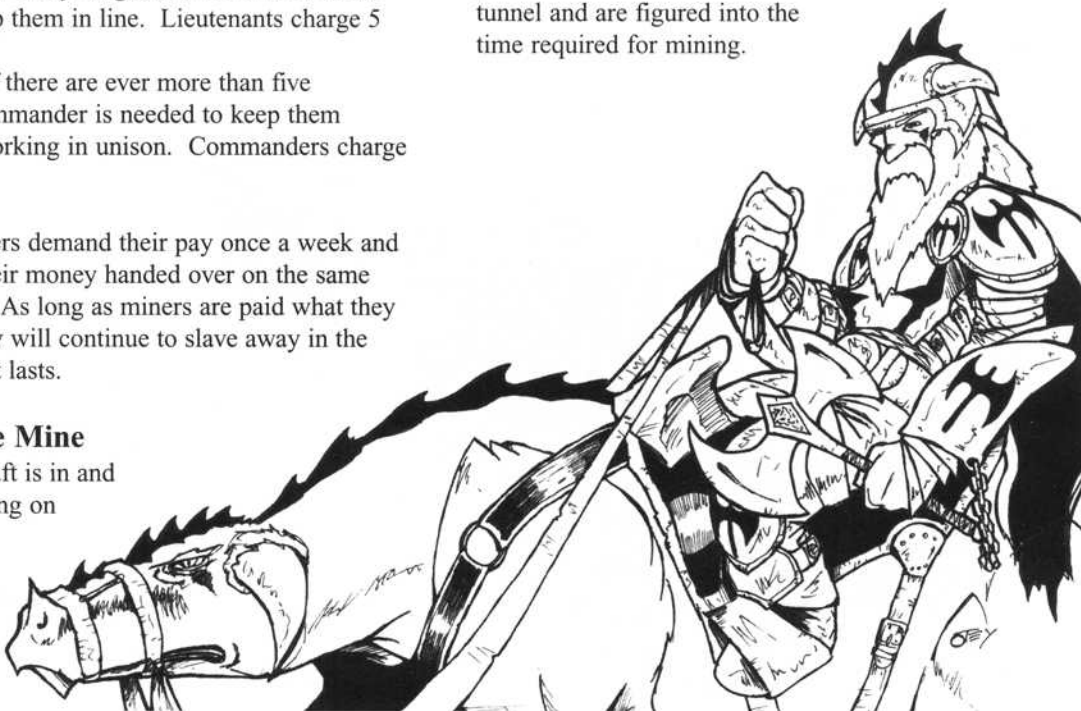 them in line. Lieutenants charge 5
there are ever more than five
mmander is needed to keep them
orking in unison. Commanders charge
ers demand their pay once a week and
eir money handed over on the same
As long as miners are paid what they
will continue to slave away in the
lasts.
Mine
ft is in and
ng on
tunnel and are figured into the
time required for mining.
OTEY